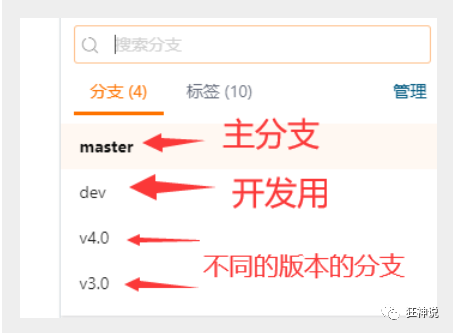 搜索分支
分支 (4) 标签 (10) 管理
master 主分支
dev 开发用
v4.0
不同的版本的分支
v3.0
狂神说